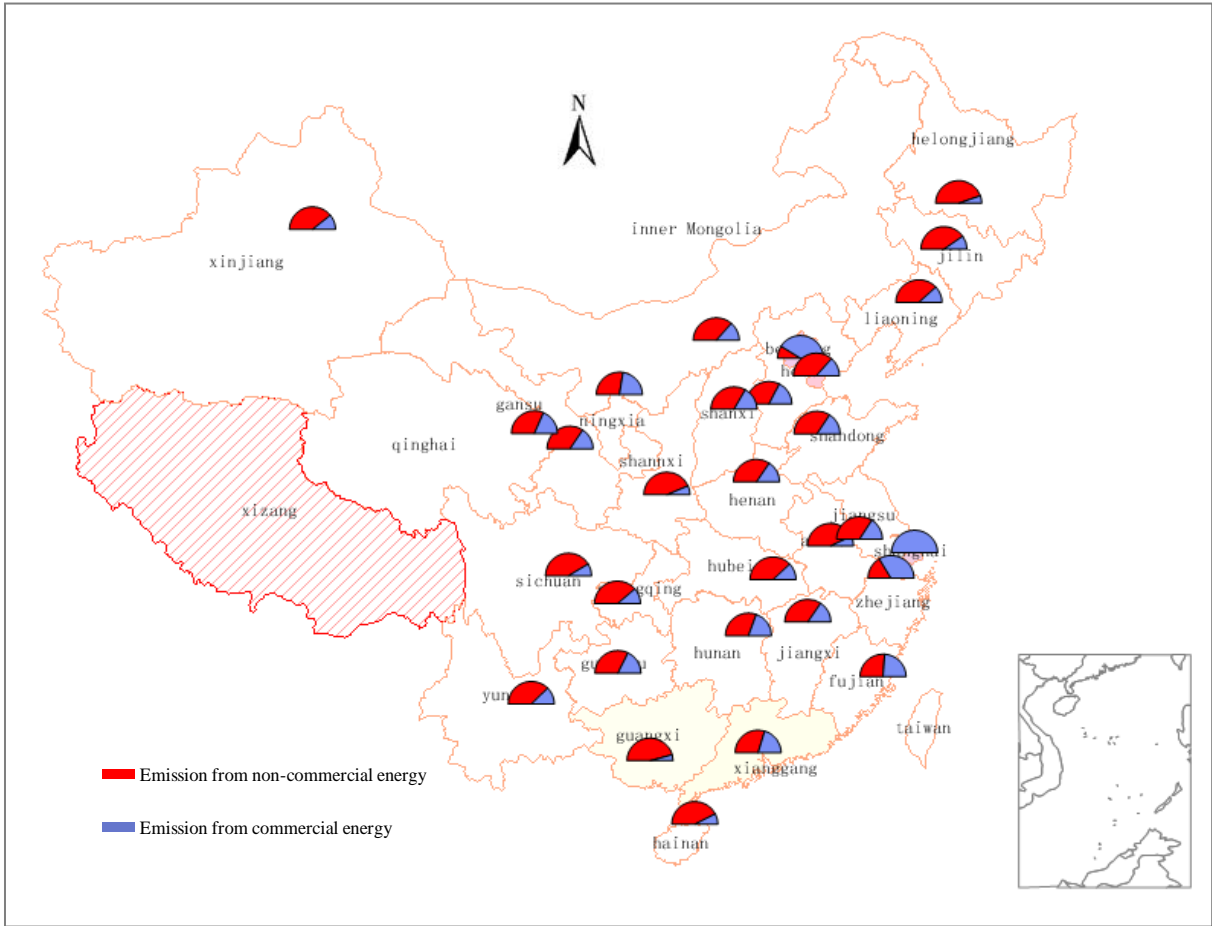 N
helongjiang
inner Mongolia
xinjiang
jilin
liaoning
gansu
ningxia
shanxi
qinghai
shandong
shannxi
henan
xizang
jiangsu
shanghai
hubei
sichuan
zhejiang
hunan
jiangxi
fujian
taiwan
guangxi
xianggang
hainan
Emission from non-commercial energy
Emission from commercial energy